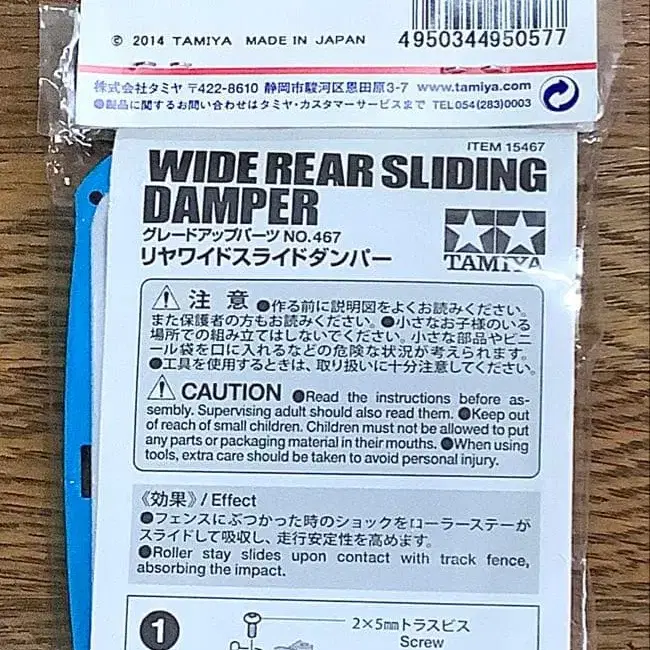 © 2014 TAMIYA MADE IN JAPAN
4950344950577
株式会社タミヤ 〒422-8610 静岡市駿河区恩田原3-7 www.tamiya.com
●製品に関するお問い合わせはタミヤ・カスタマーサービスまで TEL054(283)0003
ITEM 15467
WIDE REAR SLIDING
DAMPER
グレードアップパーツ NO.467
リヤワイドスライドダンパー
TAMIYA
注 意 ●作る前に説明図をよくお読みください。
また保護者の方もお読みください。●小さなお子様のいる
場所での組み立てはしないでください。小さな部品やビニ
ール袋を口に入れるなどの危険な状況が考えられます。
●工具を使用するときは、取り扱いに十分注意してください。
CAUTION ●Read the instructions before as-
sembly. Supervising adult should also read them. ●Keep out
of reach of small children. Children must not be allowed to put
any parts or packaging material in their mouths. ●When using
tools, extra care should be taken to avoid personal injury.
《効果》/ Effect
●フェンスにぶつかった時のショックをローラーステーが
スライドして吸収し、走行安定性を高めます。
●Roller stay slides upon contact with track fence,
absorbing the impact.
1
2×5㎜トラスビス
Screw